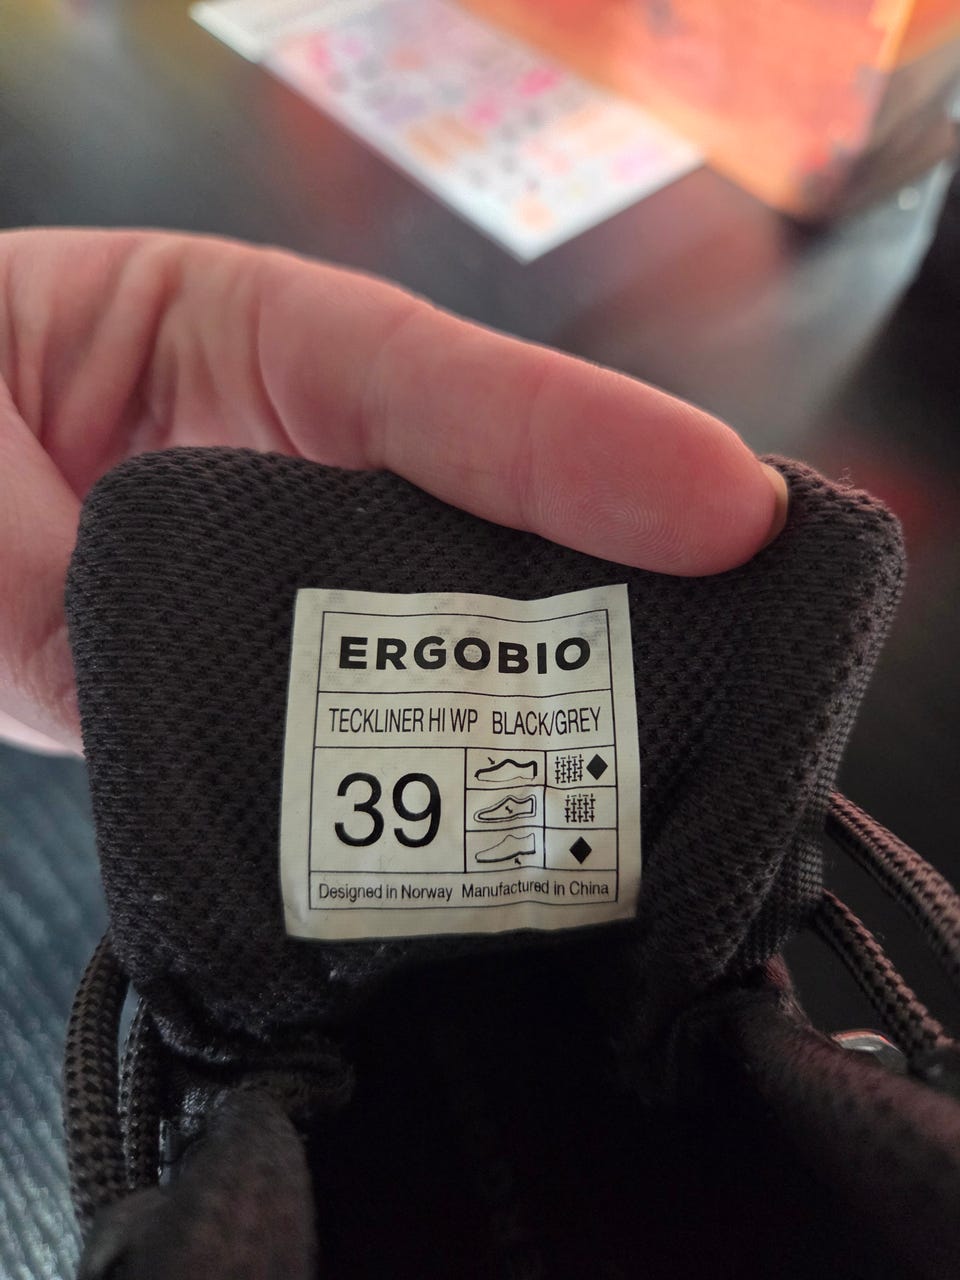 ERGOBIO
TECKLINER HI WP BLACK/GREY
39
Designed in Norway Manufactured in China